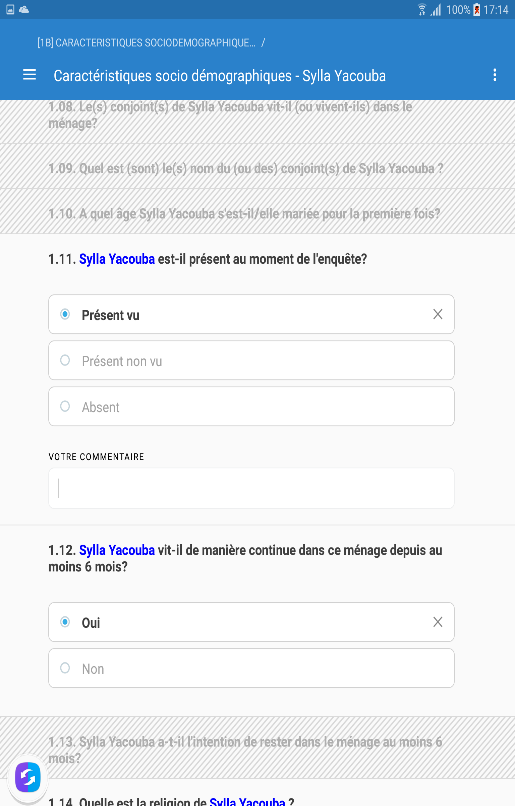 100% 17:14
[1B] CARACTERISTIQUES SOCIODEMOGRAPHIQUE... /
Caractéristiques socio démographiques - Sylla Yacouba
1.08. Le(s) conjoint(s) de Sylla Yacouba vit-il (ou vivent-ils) dans le
ménage?
1.09. Quel est (sont) le(s) nom du (ou des) conjoint(s) de Sylla Yacouba ?
1.10. A quel âge Sylla Yacouba s'est-il/elle mariée pour la première fois?
1.11. Sylla Yacouba est-il présent au moment de l'enquête?
Présent vu
Présent non vu
Absent
VOTRE COMMENTAIRE
1.12. Sylla Yacouba vit-il de manière continue dans ce ménage depuis au
moins 6 mois?
Oui
Non
1.13. Sylla Yacouba a-t-il l'intention de rester dans le ménage au moins 6
mois?
1.14. Quelle est la religion de Sylla Yacouba ?